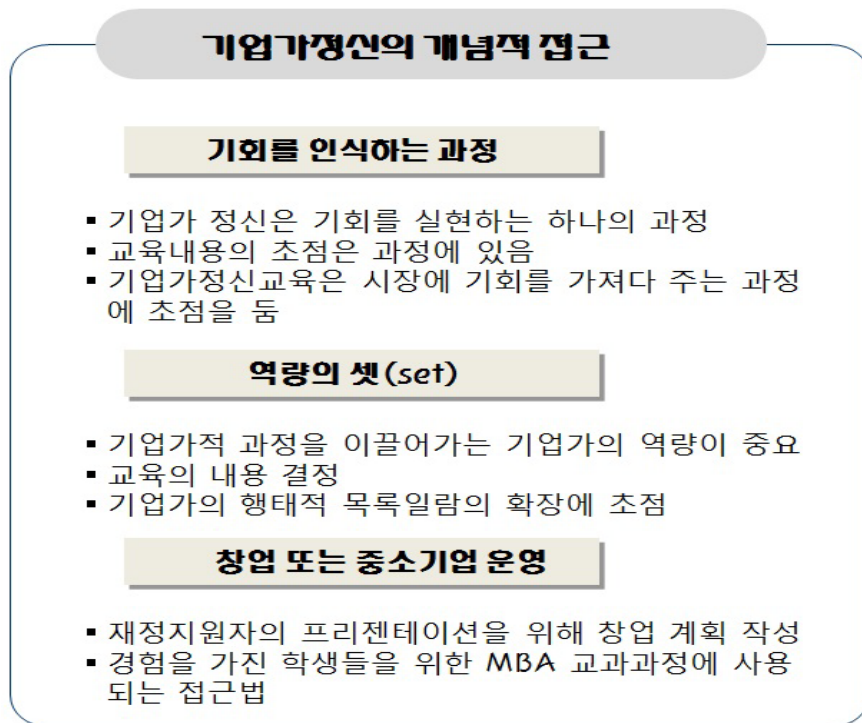 기업가정신의 개념적 접근
기회를 인식하는 과정
▪ 기업가 정신은 기회를 실현하는 하나의 과정
▪ 교육내용의 초점은 과정에 있음
▪ 기업가정신교육은 시장에 기회를 가져다 주는 과정
에 초점을 둠
역량의 셋(set)
▪ 기업가적 과정을 이끌어가는 기업가의 역량이 중요
▪ 교육의 내용 결정
▪ 기업가의 행태적 목록일람의 확장에 초점
창업 또는 중소기업 운영
▪ 재정지원자의 프리젠테이션을 위해 창업 계획 작성
▪ 경험을 가진 학생들을 위한 MBA 교과과정에 사용
되는 접근법